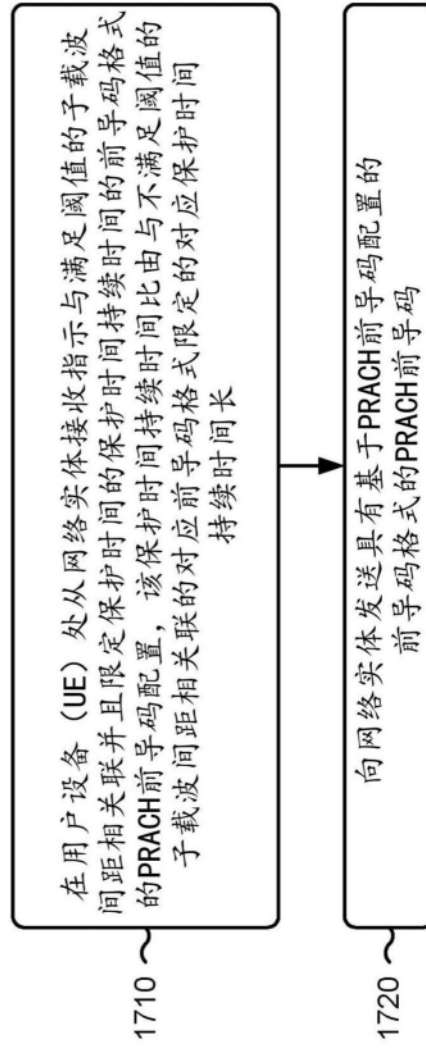 在用户设备（UE）处从网络实体接收指示与满足阈值的子载波
间距相关联并且限定保护时间的保护时间持续时间的前导码格式
的PRACH前导码配置，该保护时间持续时间比由与不满足阈值的
子载波间距相关联的对应前导码格式限定的对应保护时间
持续时间长
1710
向网络实体发送具有基于PRACH前导码配置的
前导码格式的PRACH前导码
1720